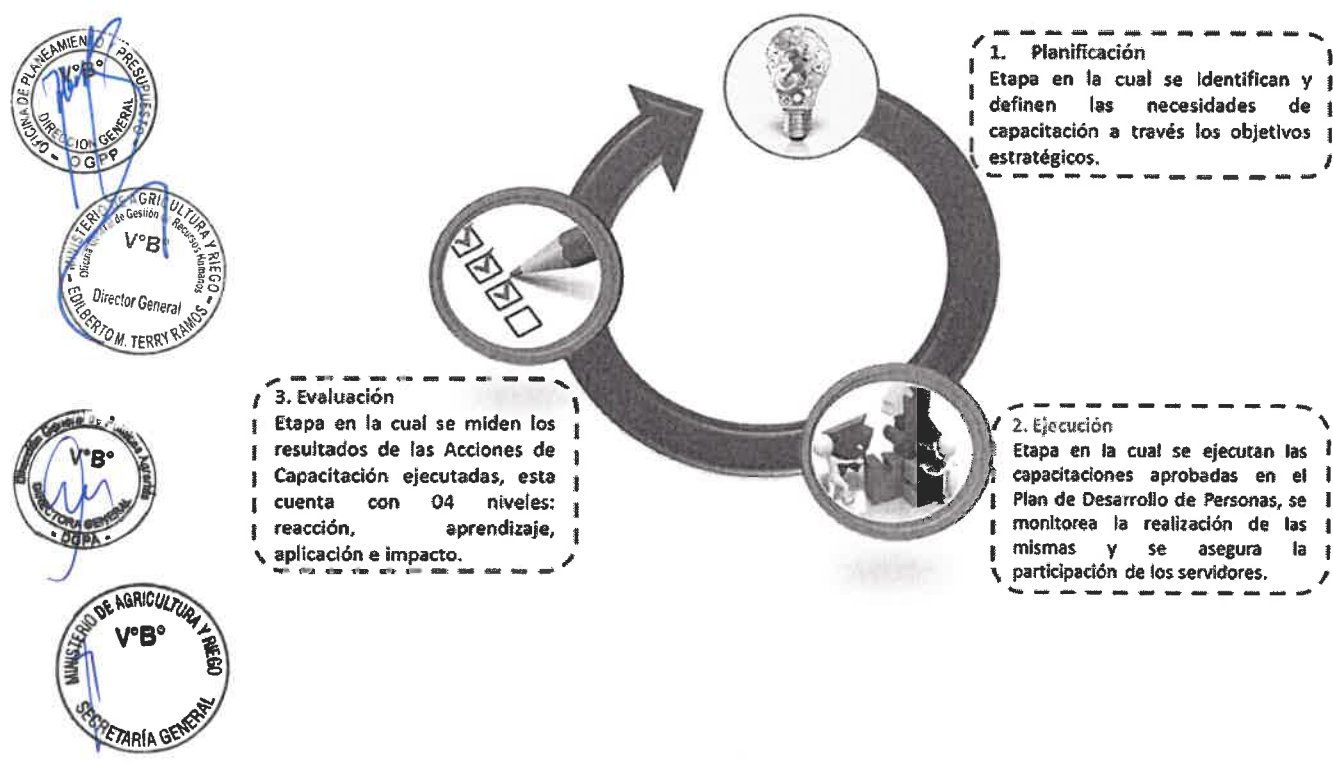 OFICINA DE PLANEAMIENTO Y PRESUPUESTO
V°B°
DIRECCION GENERAL
- OGPP -
MINISTERIO DE AGRICULTURA Y RIEGO
Oficina General de Gestión de Recursos Humanos
V°B°
Director General
- EDILBERTO M. TERRY RAMOS -
Dirección General de Políticas Agrarias
V°B°
DIRECTORA GENERAL
- DGPA -
MINISTERIO DE AGRICULTURA Y RIEGO
V°B°
SECRETARÍA GENERAL
1. Planificación
Etapa en la cual se identifican y
definen las necesidades de
capacitación a través los objetivos
estratégicos.
2. Ejecución
Etapa en la cual se ejecutan las
capacitaciones aprobadas en el
Plan de Desarrollo de Personas, se
monitorea la realización de las
mismas y se asegura la
participación de los servidores.
3. Evaluación
Etapa en la cual se miden los
resultados de las Acciones de
Capacitación ejecutadas, esta
cuenta con 04 niveles:
reacción, aprendizaje,
aplicación e impacto.